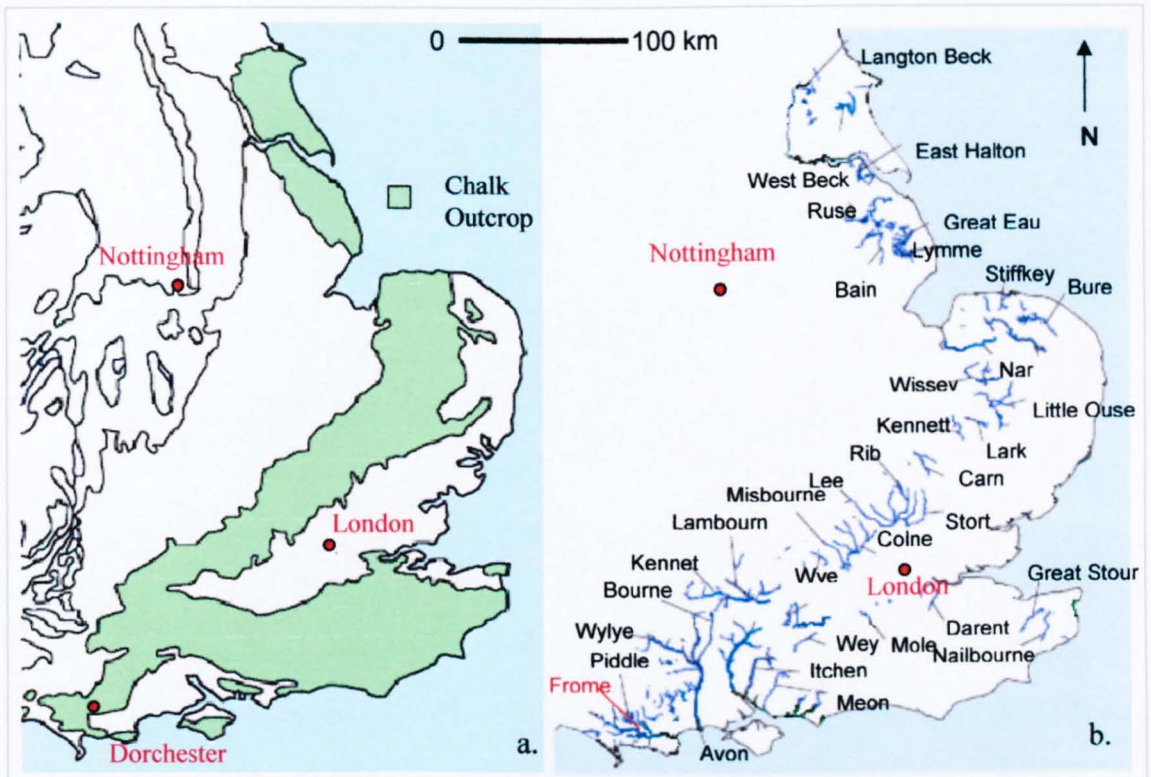 0
100 km
Chalk
Outcrop
Nottingham
London
Dorchester
a.
N
Langton Beck
East Halton
West Beck
Ruse
Great Eau
Lymme
Nottingham
Bain
Stiffkey
Bure
Nar
Wissev
Little Ouse
Kennett
Lark
Rib
Carn
Lee
Misbourne
Stort
Lambourn
Colne
Kennet
Wve
London
Great Stour
Bourne
Darent
Wylye
Wey
Mole
Nailbourne
Piddle
Itchen
Frome
Meon
Avon
b.